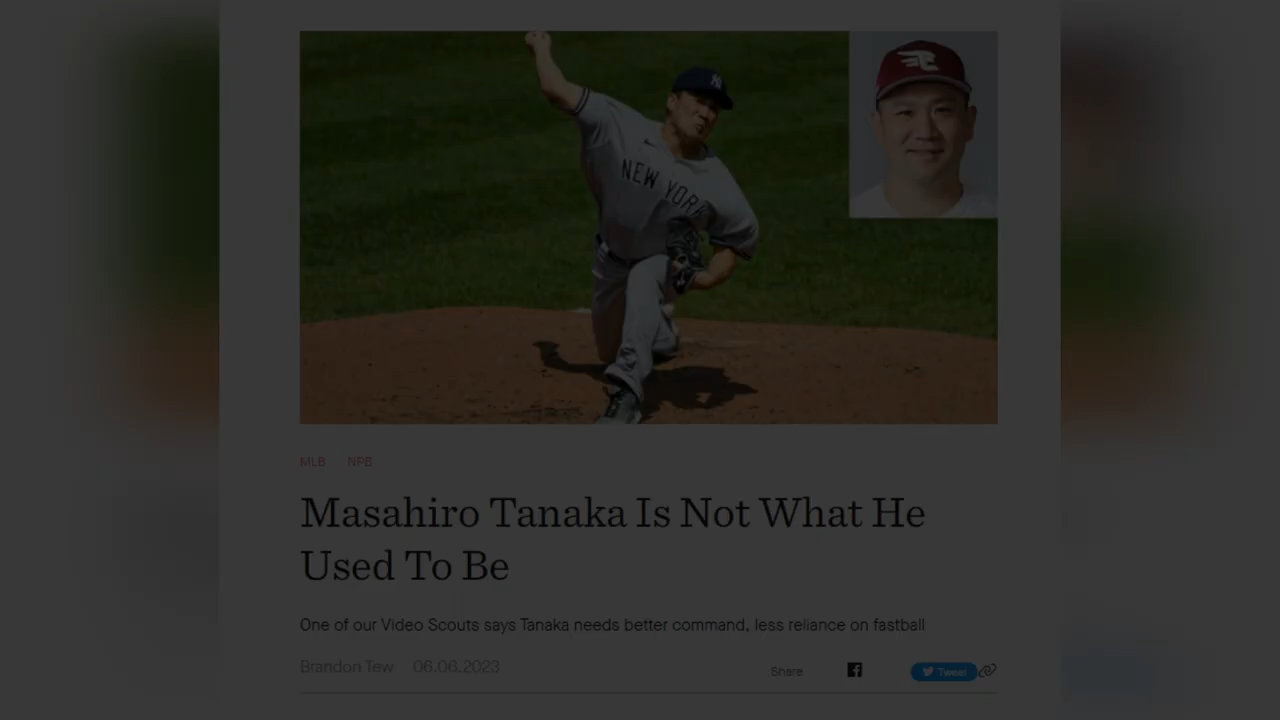 NEW YORK
MLB NPB
Masahiro Tanaka Is Not What He
Used To Be
One of our Video Scouts says Tanaka needs better command, less reliance on fastball
Brandon Tew 06.06.2023
Share Tweet